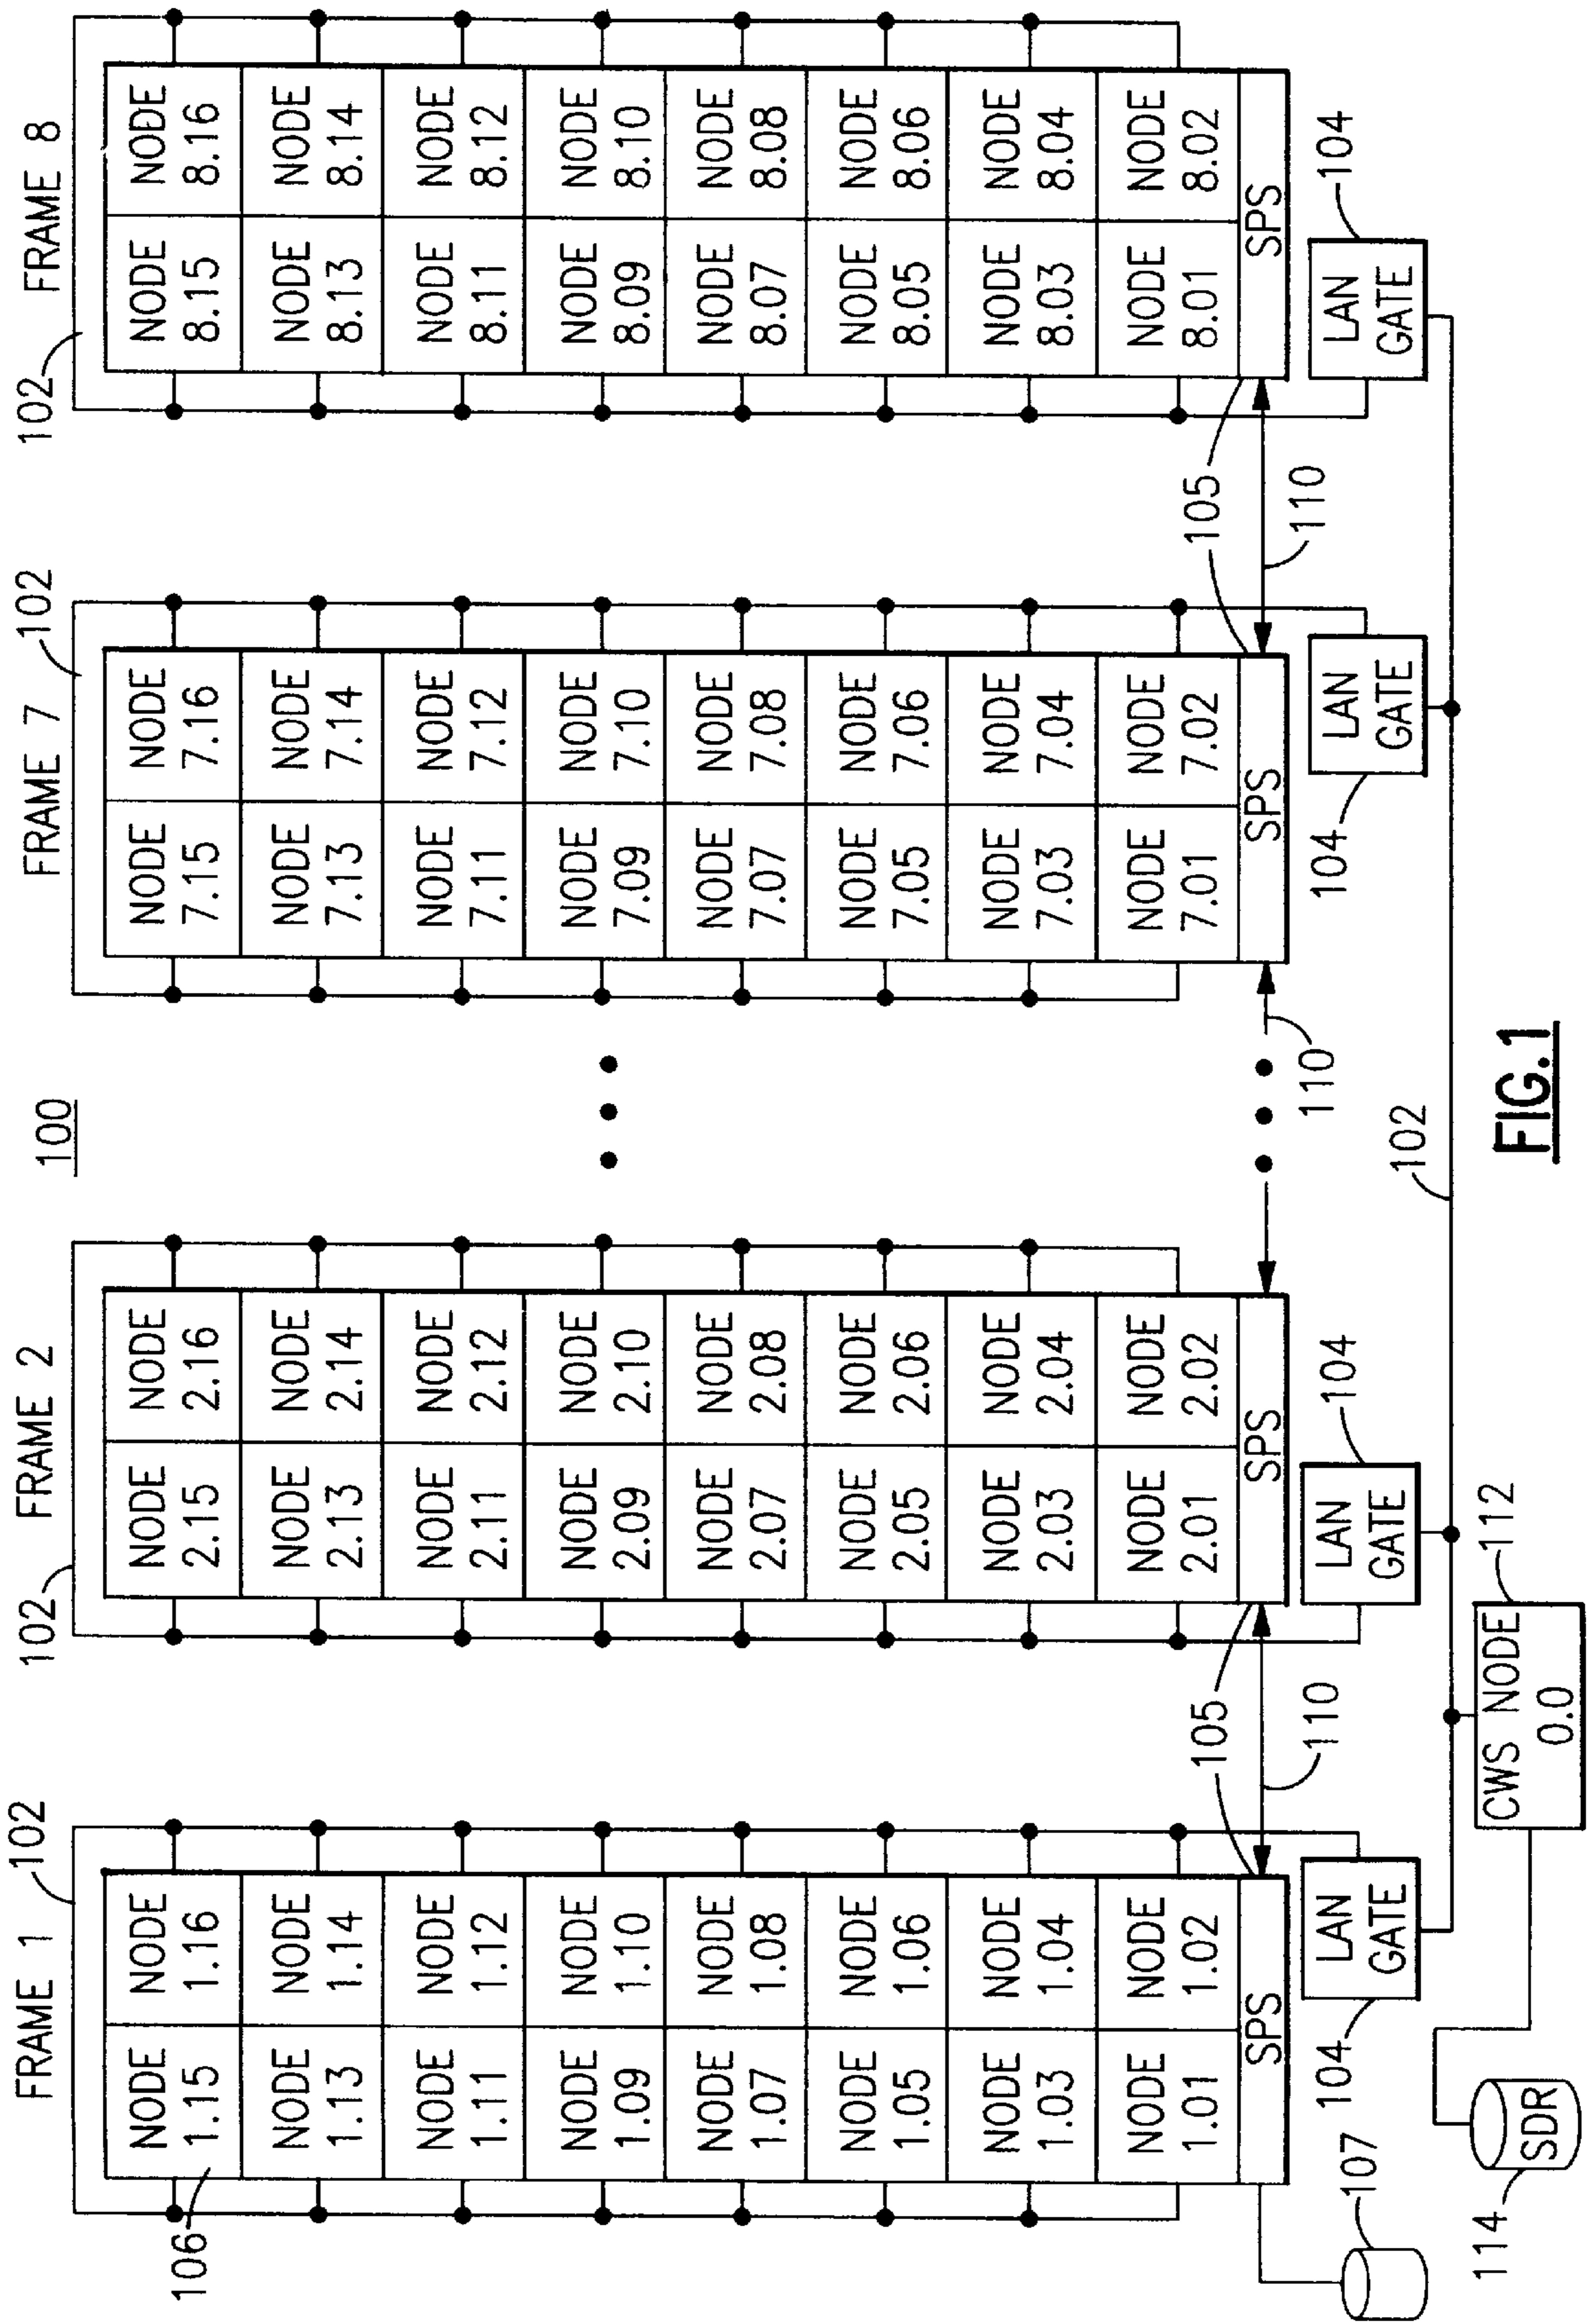 100
FRAME 1
102
NODE 1.15
NODE 1.16
NODE 1.13
NODE 1.14
NODE 1.11
NODE 1.12
NODE 1.09
NODE 1.10
NODE 1.07
NODE 1.08
NODE 1.05
NODE 1.06
NODE 1.03
NODE 1.04
NODE 1.01
NODE 1.02
SPS
106
107
LAN
GATE
104
105
110
102
FRAME 2
NODE 2.15
NODE 2.16
NODE 2.13
NODE 2.14
NODE 2.11
NODE 2.12
NODE 2.09
NODE 2.10
NODE 2.07
NODE 2.08
NODE 2.05
NODE 2.06
NODE 2.03
NODE 2.04
NODE 2.01
NODE 2.02
SPS
LAN
GATE
104
110
FRAME 7
102
NODE 7.15
NODE 7.16
NODE 7.13
NODE 7.14
NODE 7.11
NODE 7.12
NODE 7.09
NODE 7.10
NODE 7.07
NODE 7.08
NODE 7.05
NODE 7.06
NODE 7.03
NODE 7.04
NODE 7.01
NODE 7.02
SPS
LAN
GATE
104
105
110
102
FRAME 8
NODE 8.15
NODE 8.16
NODE 8.13
NODE 8.14
NODE 8.11
NODE 8.12
NODE 8.09
NODE 8.10
NODE 8.07
NODE 8.08
NODE 8.05
NODE 8.06
NODE 8.03
NODE 8.04
NODE 8.01
NODE 8.02
SPS
LAN
GATE
104
102
CWS NODE
0.0
112
SDR
114
FIG.1